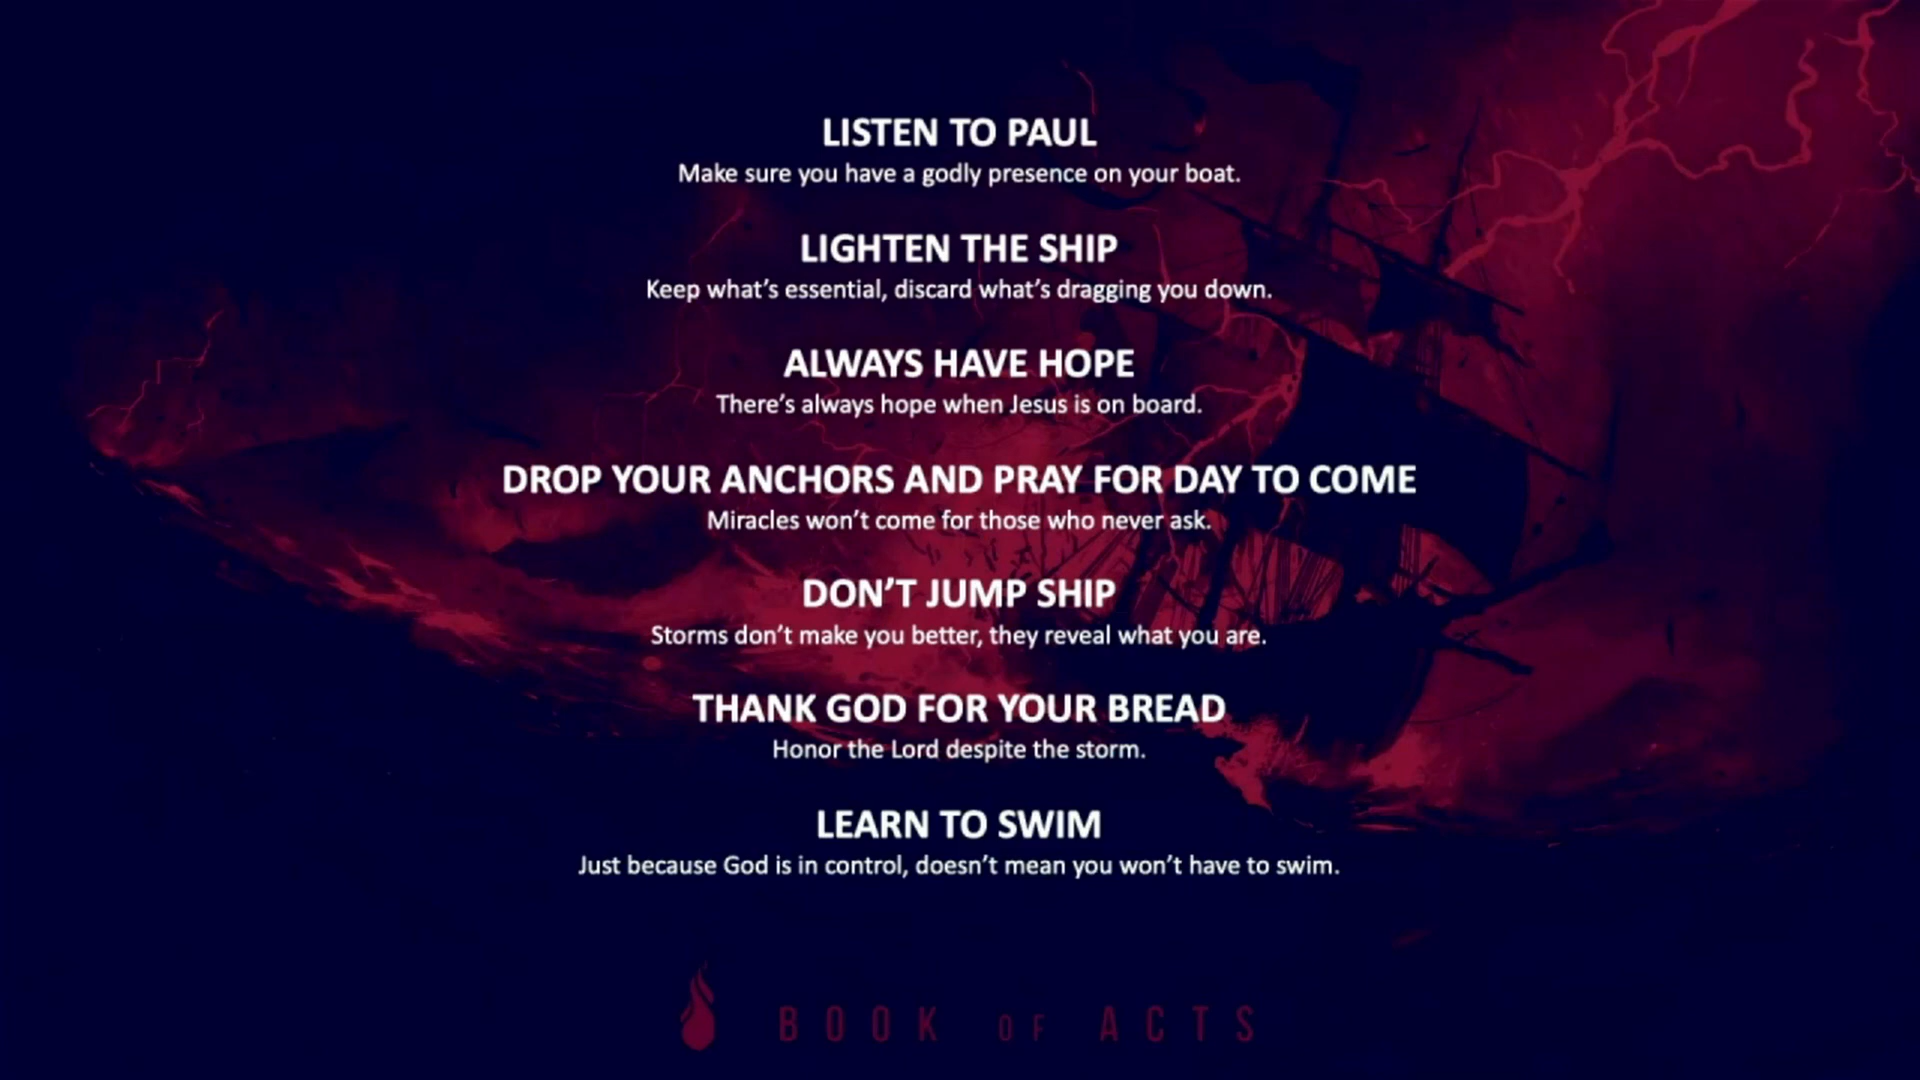 LISTEN TO PAUL
Make sure you have a godly presence on your boat.
LIGHTEN THE SHIP
Keep what’s essential, discard what’s dragging you down.
ALWAYS HAVE HOPE
There’s always hope when Jesus is on board.
DROP YOUR ANCHORS AND PRAY FOR DAY TO COME
Miracles won’t come for those who never ask.
DON’T JUMP SHIP
Storms don’t make you better, they reveal what you are.
THANK GOD FOR YOUR BREAD
Honor the Lord despite the storm.
LEARN TO SWIM
Just because God is in control, doesn’t mean you won’t have to swim.
BOOK OF ACTS